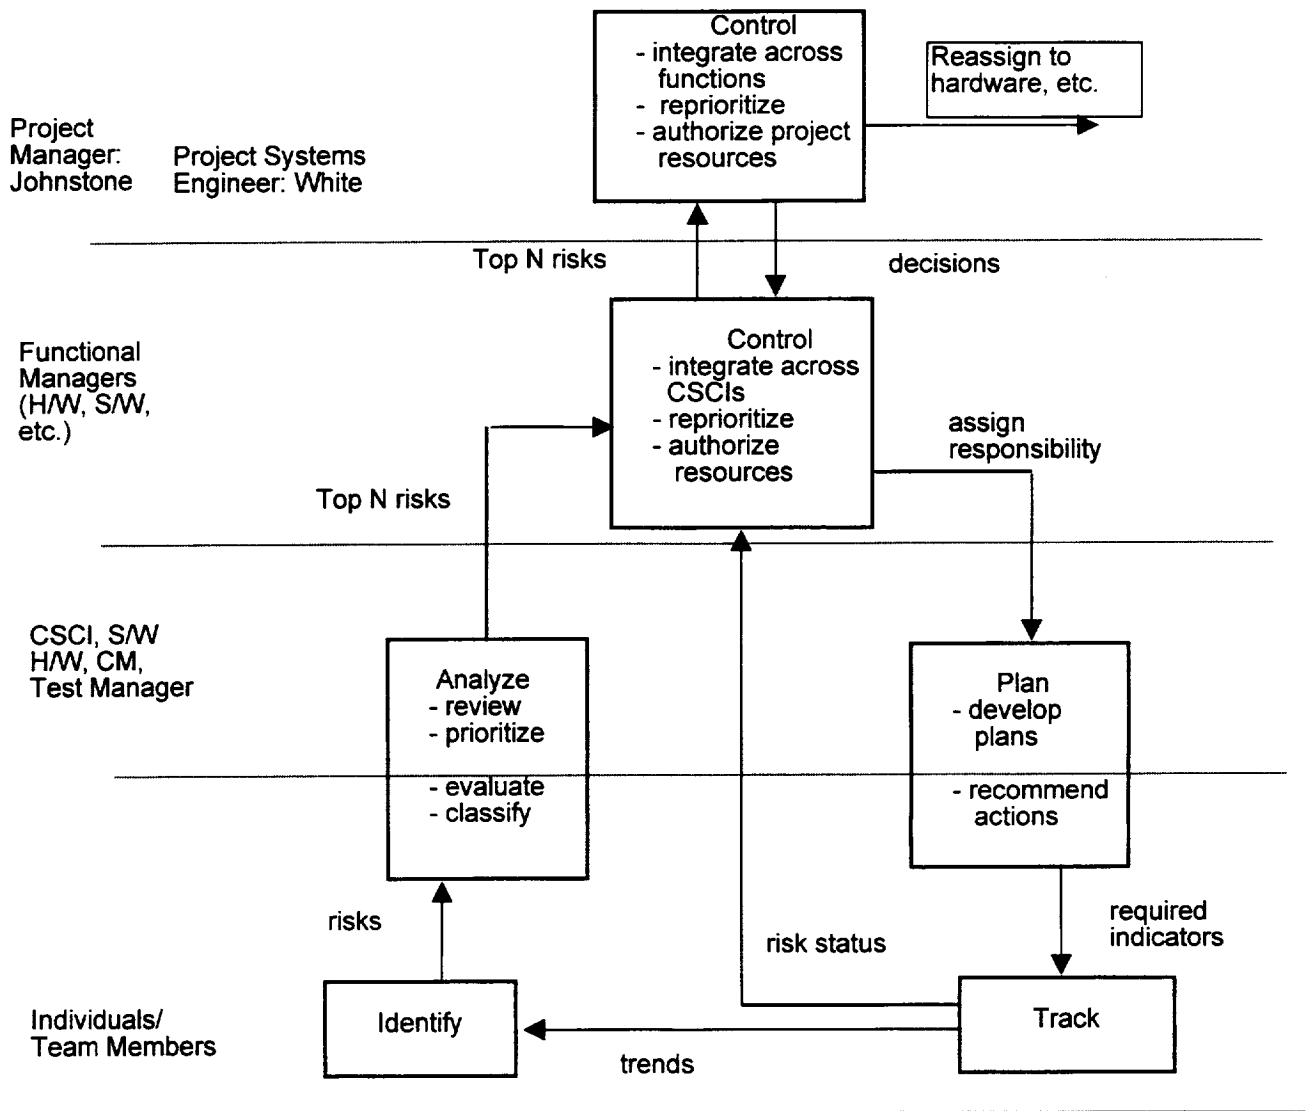 Control
- integrate across
functions
- reprioritize
- authorize project
resources
Reassign to
hardware, etc.
Project
Manager:
Johnstone
Project Systems
Engineer: White
Top N risks
decisions
Functional
Managers
(H/W, S/W,
etc.)
Control
- integrate across
CSCIs
- reprioritize
- authorize
resources
assign
responsibility
Top N risks
CSCI, S/W
H/W, CM,
Test Manager
Analyze
- review
- prioritize
- evaluate
- classify
Plan
- develop
plans
- recommend
actions
risks
risk status
required
indicators
Individuals/
Team Members
Identify
Track
trends